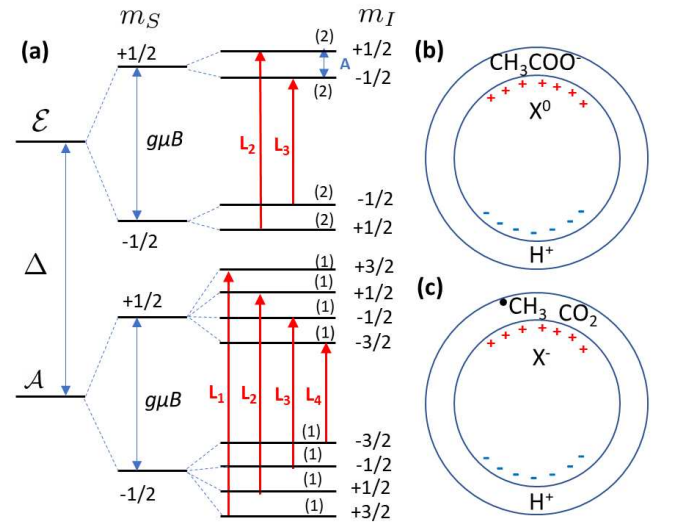 m_S
m_I
(a)
+1/2
(2)
+1/2
A
-1/2
(2)
ℰ
gμB
L₂
L₃
(2)
-1/2
(2)
+1/2
-1/2
Δ
(1)
+3/2
(1)
+1/2
+1/2
(1)
-1/2
(1)
-3/2
𝒜
gμB
L₁
L₂
L₃
L₄
(1)
-3/2
(1)
-1/2
(1)
+1/2
-1/2
(1)
+3/2
(b)
CH₃COO⁻
+ + + + + +
X⁰
- - - - - -
H⁺
(c)
•CH₃ CO₂
+ + + + + +
X⁻
- - - - - -
H⁺